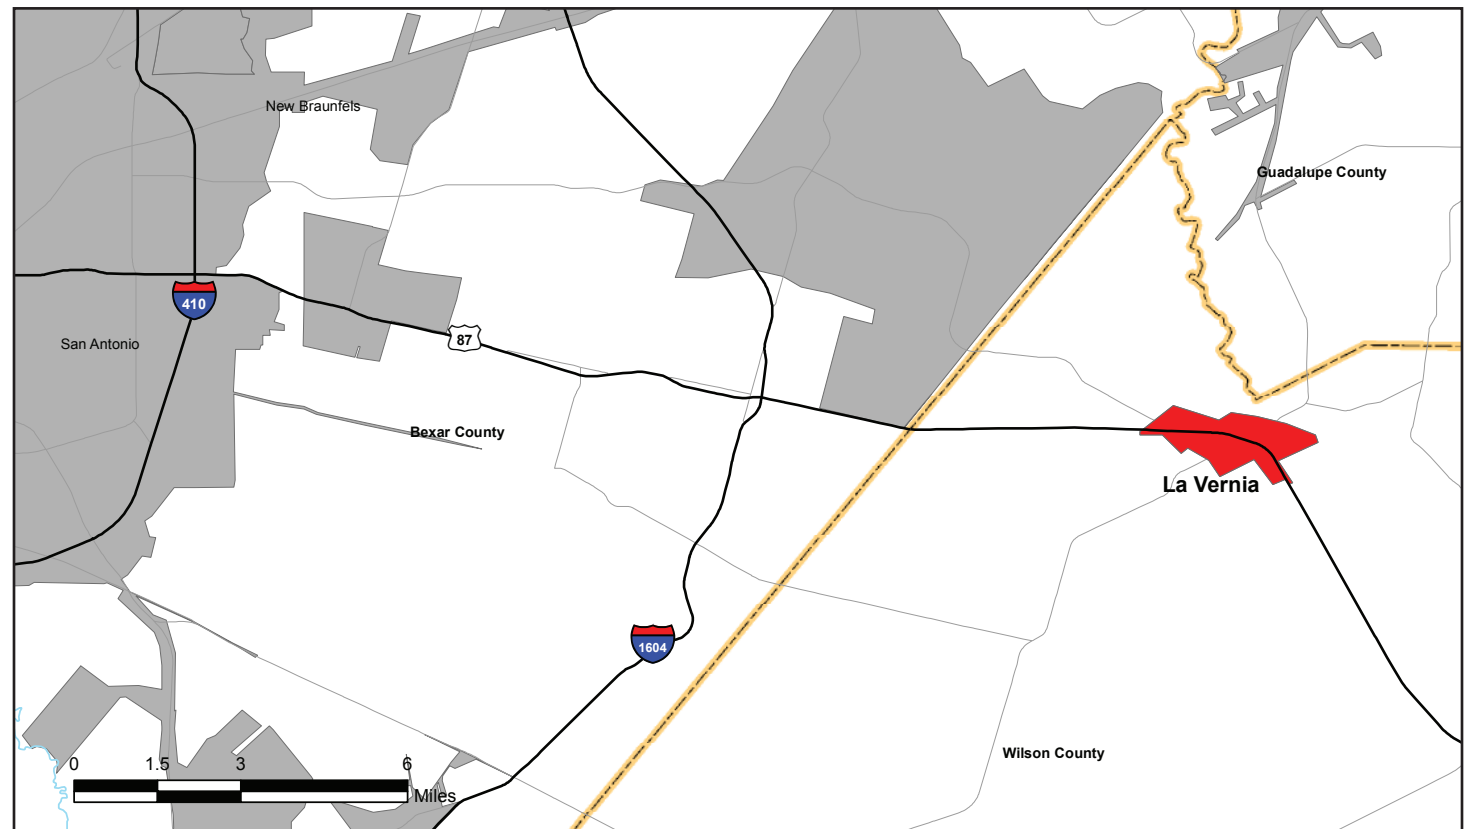 New Braunfels
Guadalupe County
410
87
San Antonio
Bexar County
La Vernia
1604
Wilson County
0 1.5 3 6
Miles